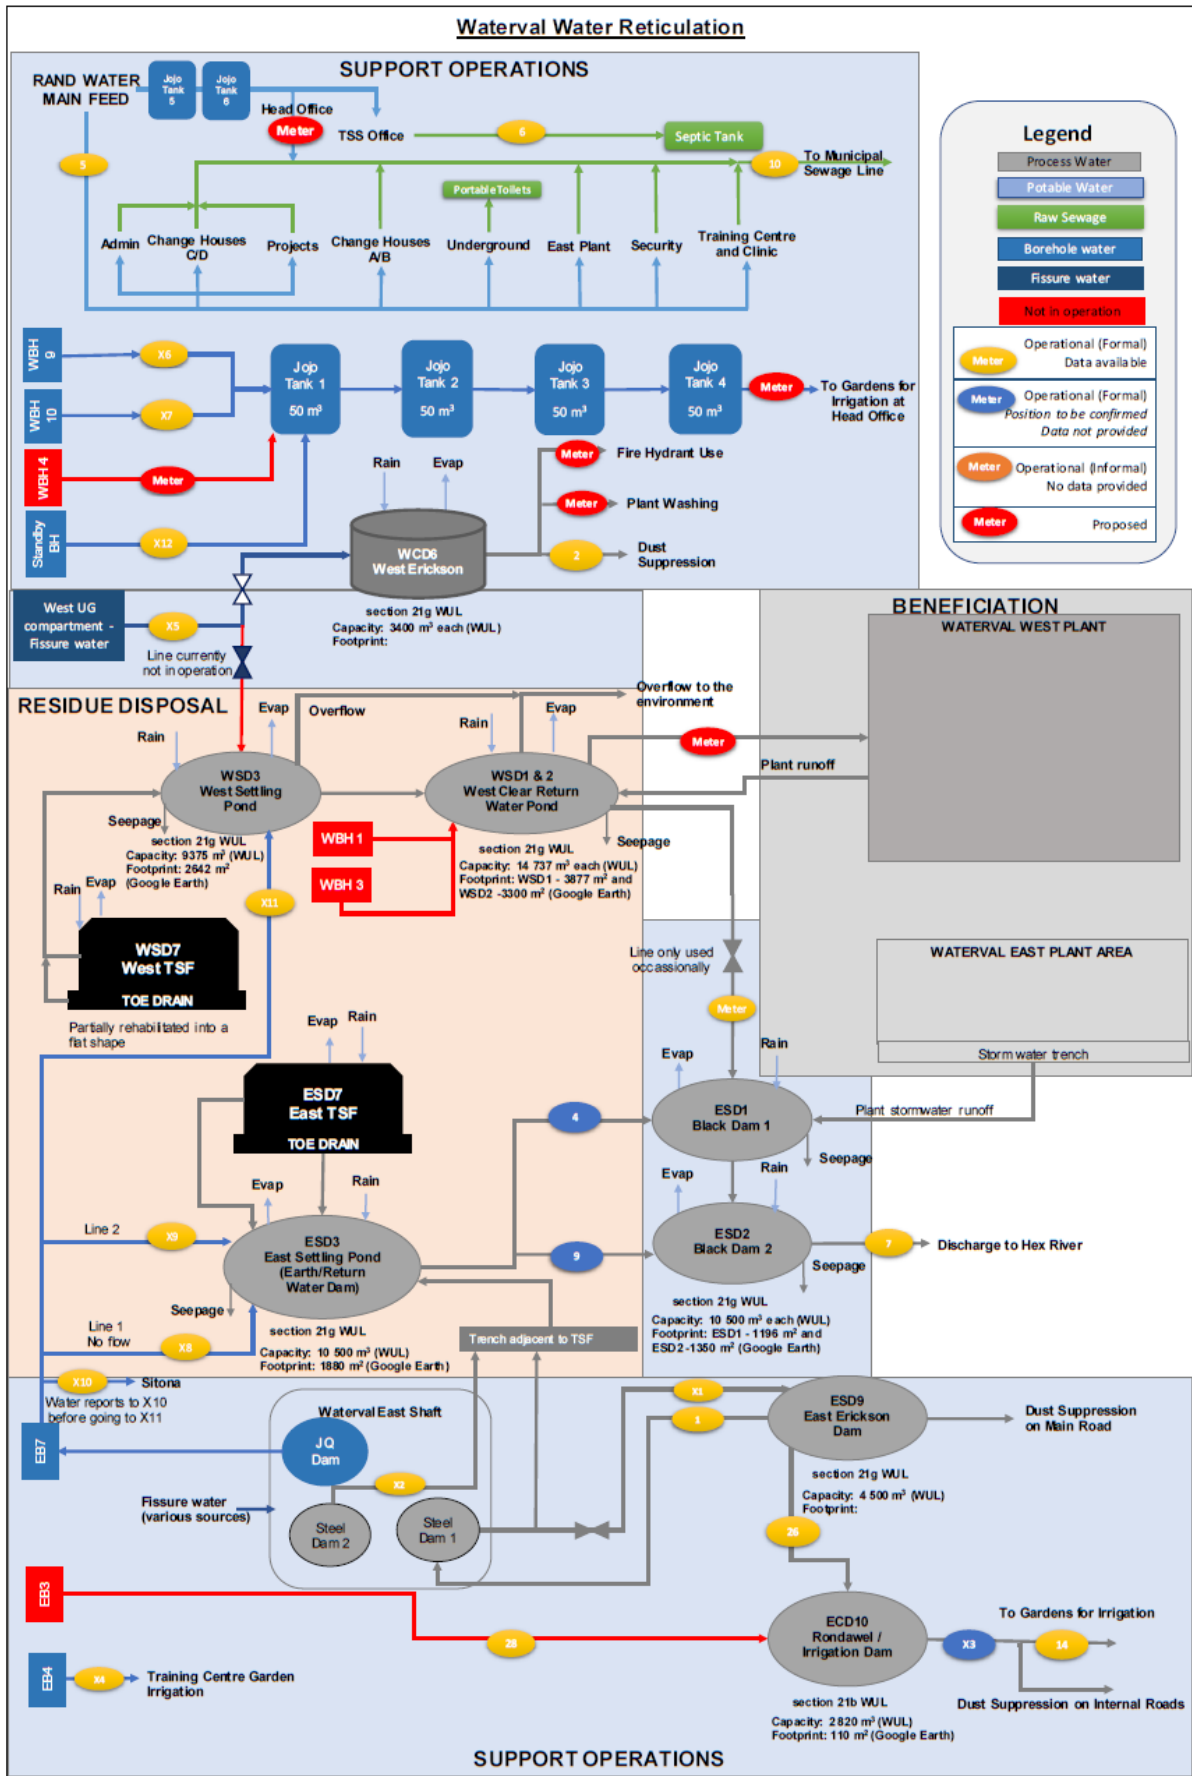 Waterval Water Reticulation
SUPPORT OPERATIONS
RAND WATER
MAIN FEED
Jojo
Tank
5
Jojo
Tank
6
Head Office
Meter
TSS Office
6
Septic Tank
5
10
To Municipal
Sewage Line
Portable Toilets
Admin
Change Houses
C/D
Projects
Change Houses
A/B
Underground
East Plant
Security
Training Centre
and Clinic
Legend
Process Water
Potable Water
Raw Sewage
Borehole water
Fissure water
Not in operation
Meter
Operational (Formal)
Data available
Meter
Operational (Formal)
Position to be confirmed
Data not provided
Meter
Operational (Informal)
No data provided
Meter
Proposed
WBH
9
X6
WBH
10
X7
WBH 4
Meter
Standby
BH
X12
Jojo
Tank 1
50 m³
Jojo
Tank 2
50 m³
Jojo
Tank 3
50 m³
Jojo
Tank 4
50 m³
Meter
To Gardens for
Irrigation at
Head Office
Rain
Evap
Meter
Fire Hydrant Use
Meter
Plant Washing
2
Dust
Suppression
WCD6
West Erickson
section 21g WUL
Capacity: 3400 m³ each (WUL)
Footprint:
West UG
compartment -
Fissure water
X5
Line currently
not in operation
BENEFICIATION
WATERVAL WEST PLANT
WATERVAL EAST PLANT AREA
Storm water trench
RESIDUE DISPOSAL
Evap
Overflow
Rain
WSD3
West Settling
Pond
Seepage
section 21g WUL
Capacity: 9375 m³ (WUL)
Footprint: 2642 m²
(Google Earth)
Rain
Evap
Overflow to the
environment
WSD1 & 2
West Clear Return
Water Pond
Meter
Plant runoff
Seepage
section 21g WUL
Capacity: 14 737 m³ each (WUL)
Footprint: WSD1 - 3877 m² and
WSD2 -3300 m² (Google Earth)
WBH 1
WBH 3
X11
Rain
Evap
WSD7
West TSF
TOE DRAIN
Partially rehabilitated into a
flat shape
Line only used
occassionally
Meter
Evap
Rain
ESD7
East TSF
TOE DRAIN
4
Evap
Rain
ESD1
Black Dam 1
Plant stormwater runoff
Seepage
Evap
Rain
ESD2
Black Dam 2
7
Discharge to Hex River
Seepage
section 21g WUL
Capacity: 10 500 m³ each (WUL)
Footprint: ESD1 - 1196 m² and
ESD2 -1350 m² (Google Earth)
9
Evap
Rain
Line 2
X9
ESD3
East Settling Pond
(Earth/Return
Water Dam)
Seepage
Line 1
No flow
X8
section 21g WUL
Capacity: 10 500 m³ (WUL)
Footprint: 1880 m² (Google Earth)
Trench adjacent to TSF
X10
Sitona
Water reports to X10
before going to X11
EB7
Waterval East Shaft
JQ
Dam
X2
Fissure water
(various sources)
Steel
Dam 2
Steel
Dam 1
X1
1
ESD9
East Erickson
Dam
Dust Suppression
on Main Road
section 21g WUL
Capacity: 4 500 m³ (WUL)
Footprint:
26
EB3
28
ECD10
Rondawel /
Irrigation Dam
X3
14
To Gardens for Irrigation
Dust Suppression on Internal Roads
section 21b WUL
Capacity: 2820 m³ (WUL)
Footprint: 110 m² (Google Earth)
EB4
X4
Training Centre Garden
Irrigation
SUPPORT OPERATIONS